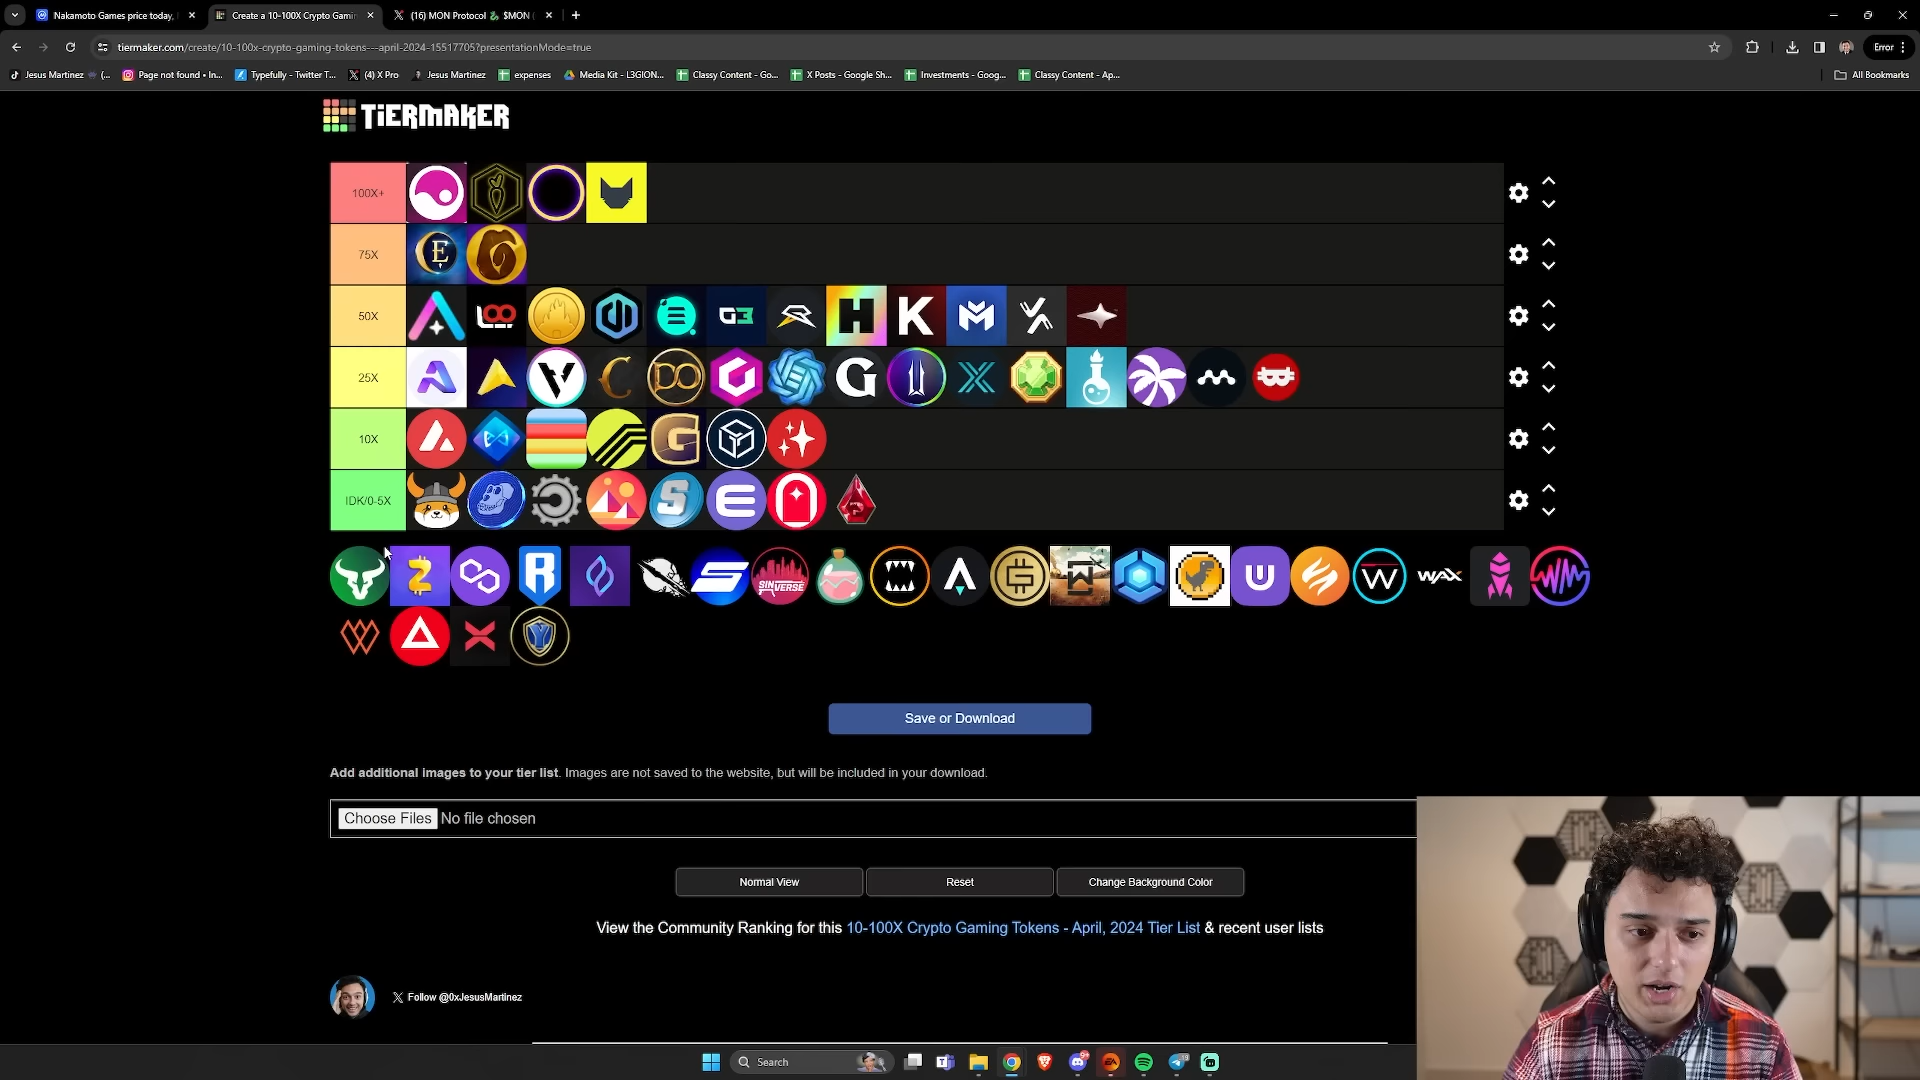 Nakamoto Games price today,
Create a 10-100X Crypto Gamin
(16) MON Protocol $MON
tiermaker.com/create/10-100x-crypto-gaming-tokens---april-2024-15517705?presentationMode=true
Error
Jesus Martinez (...
Page not found • In...
Typefully - Twitter T...
(4) X Pro
Jesus Martinez
expenses
Media Kit - L3GION...
Classy Content - Go...
X Posts - Google Sh...
Investments - Goog...
Classy Content - Ap...
All Bookmarks
TiERMAKER
100X+
75X
E
50X
LOO
G3
H
K
25X
C
DO
G
10X
G
IDK/0-5X
S
E
2
R
S
SINVERSE
U
W
WAX
Y
Save or Download
Add additional images to your tier list. Images are not saved to the website, but will be included in your download.
Choose Files No file chosen
Normal View
Reset
Change Background Color
View the Community Ranking for this 10-100X Crypto Gaming Tokens - April, 2024 Tier List & recent user lists
Follow @0xJesusMartinez
Search